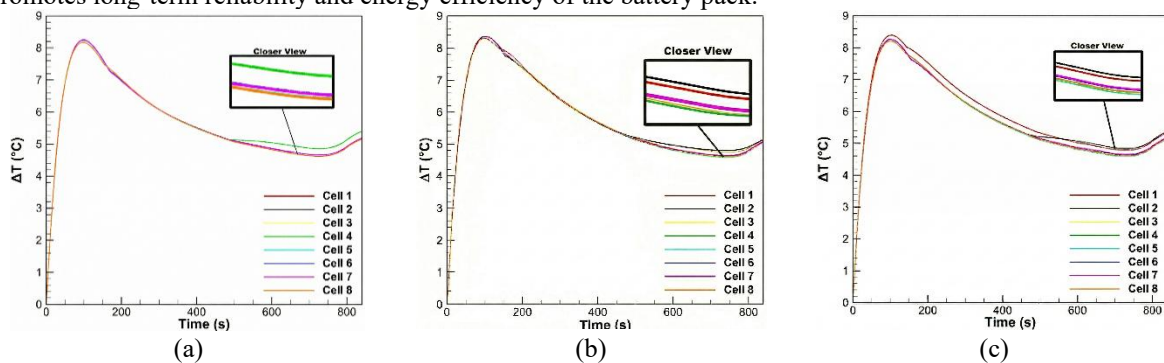 romotes long-term reliability and energy efficiency of the battery pack.
9
8
7
6
5
4
3
2
1
0
ΔT (°C)
Closer View
Cell 1
Cell 2
Cell 3
Cell 4
Cell 5
Cell 6
Cell 7
Cell 8
200
400
600
800
Time (s)
(a)
9
8
7
6
5
4
3
2
1
0
ΔT (°C)
Closer View
Cell 1
Cell 2
Cell 3
Cell 4
Cell 5
Cell 6
Cell 7
Cell 8
200
400
600
800
Time (s)
(b)
9
8
7
6
5
4
3
2
1
0
ΔT (°C)
Closer View
Cell 1
Cell 2
Cell 3
Cell 4
Cell 5
Cell 6
Cell 7
Cell 8
200
400
600
800
Time (s)
(c)